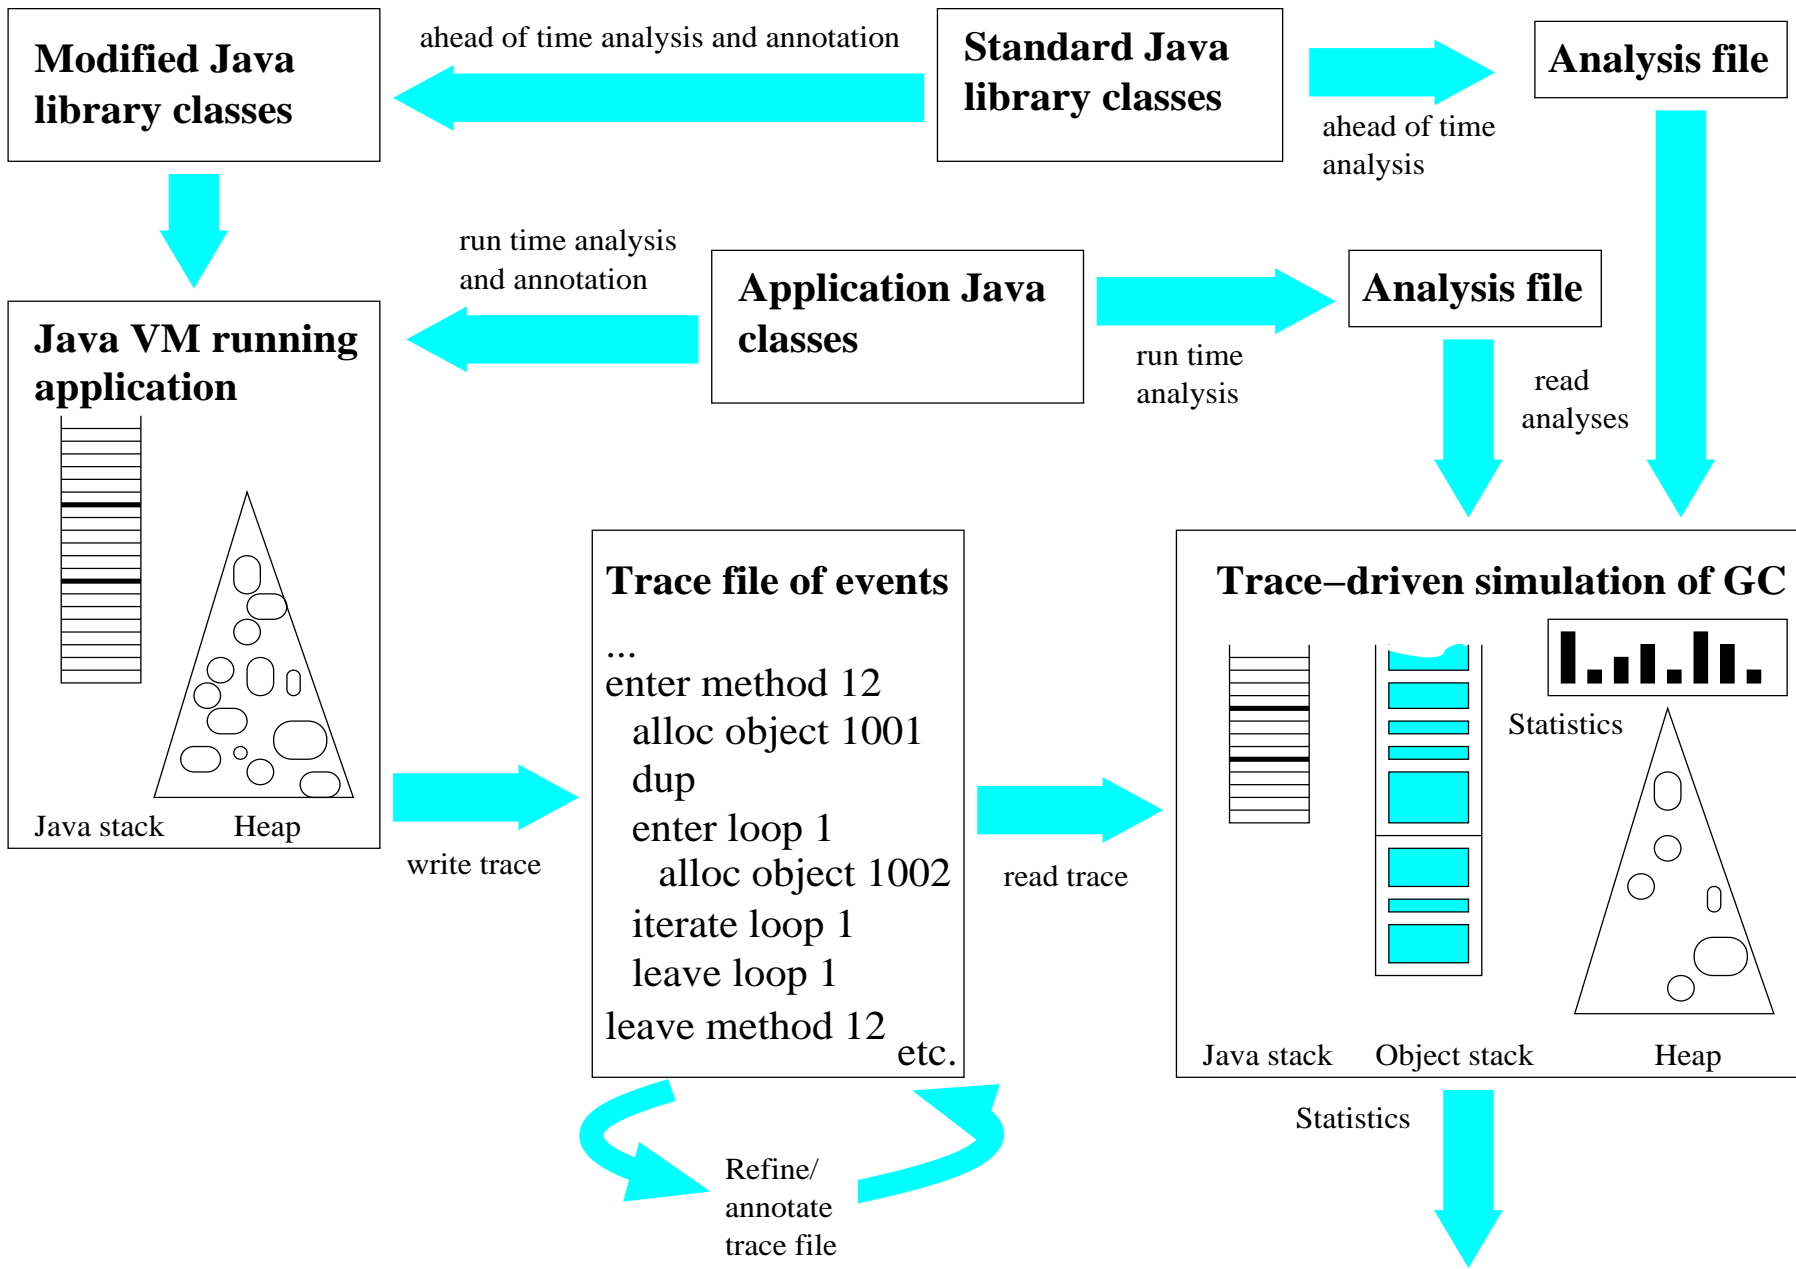 Modified Java
library classes
ahead of time analysis and annotation
Standard Java
library classes
ahead of time
analysis
Analysis file
run time analysis
and annotation
Application Java
classes
run time
analysis
Analysis file
read
analyses
Java VM running
application
Java stack
Heap
write trace
Trace file of events
...
enter method 12
alloc object 1001
dup
enter loop 1
alloc object 1002
iterate loop 1
leave loop 1
leave method 12
etc.
read trace
Refine/
annotate
trace file
Trace−driven simulation of GC
Statistics
Java stack
Object stack
Heap
Statistics